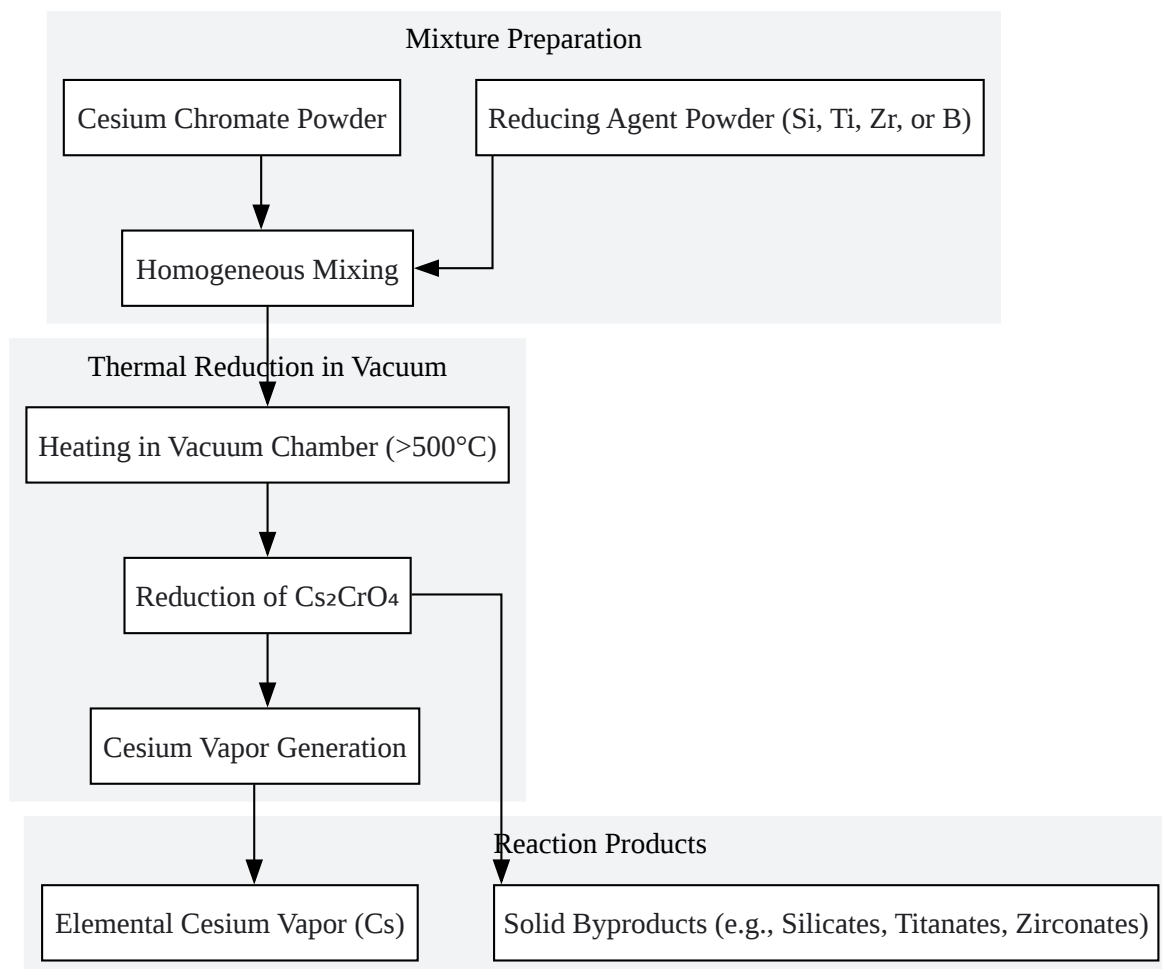 Mixture Preparation
Cesium Chromate Powder
Reducing Agent Powder (Si, Ti, Zr, or B)
Homogeneous Mixing
Thermal Reduction in Vacuum
Heating in Vacuum Chamber (>500°C)
Reduction of Cs₂CrO₄
Cesium Vapor Generation
Reaction Products
Elemental Cesium Vapor (Cs)
Solid Byproducts (e.g., Silicates, Titanates, Zirconates)